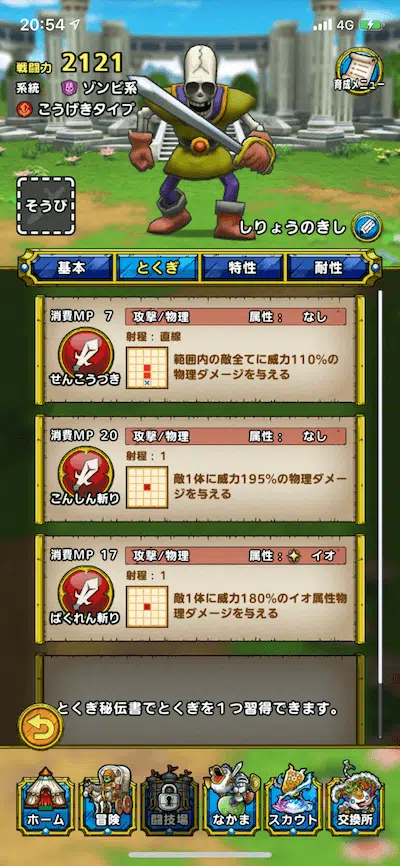 20:54
4G
戦闘力 2121
系統 ゾンビ系
こうげきタイプ
育成メニュー
そうび
しりょうのきし
基本 とくぎ 特性 耐性
消費MP 7 攻撃/物理 属性： なし
射程：直線
せんこうづき
範囲内の敵全てに威力110%の
物理ダメージを与える
消費MP 20 攻撃/物理 属性： なし
射程：1
こんしん斬り
敵1体に威力195%の物理ダメー
ジを与える
消費MP 17 攻撃/物理 属性： イオ
射程：1
ばくれん斬り
敵1体に威力180%のイオ属性物
理ダメージを与える
とくぎ秘伝書でとくぎを1つ習得できます。
ホーム 冒険 闘技場 なかま スカウト 交換所